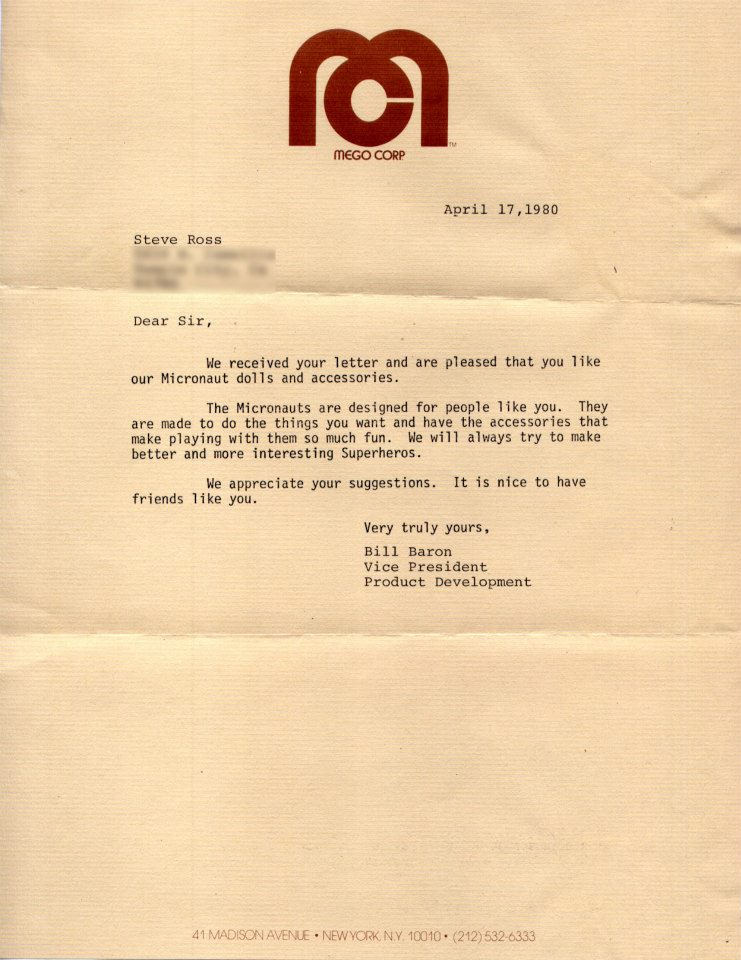 MEGO CORP
TM
April 17,1980
Steve Ross
Dear Sir,
We received your letter and are pleased that you like
our Micronaut dolls and accessories.
The Micronauts are designed for people like you. They
are made to do the things you want and have the accessories that
make playing with them so much fun. We will always try to make
better and more interesting Superheros.
We appreciate your suggestions. It is nice to have
friends like you.
Very truly yours,
Bill Baron
Vice President
Product Development
41 MADISON AVENUE • NEW YORK, N.Y. 10010 • (212) 532-6333